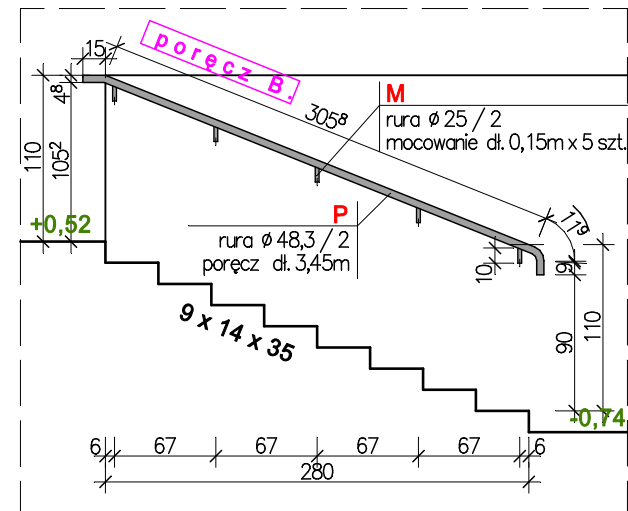 15
poręcz B.
4⁸
305⁸
M
rura ø 25 / 2
mocowanie dł. 0,15m x 5 szt.
110
105²
P
rura ø 48,3 / 2
poręcz dł. 3,45m
+0,52
11⁹
10
9
9 x 14 x 35
90
110
-0,74
6 67 67 67 67 6
280